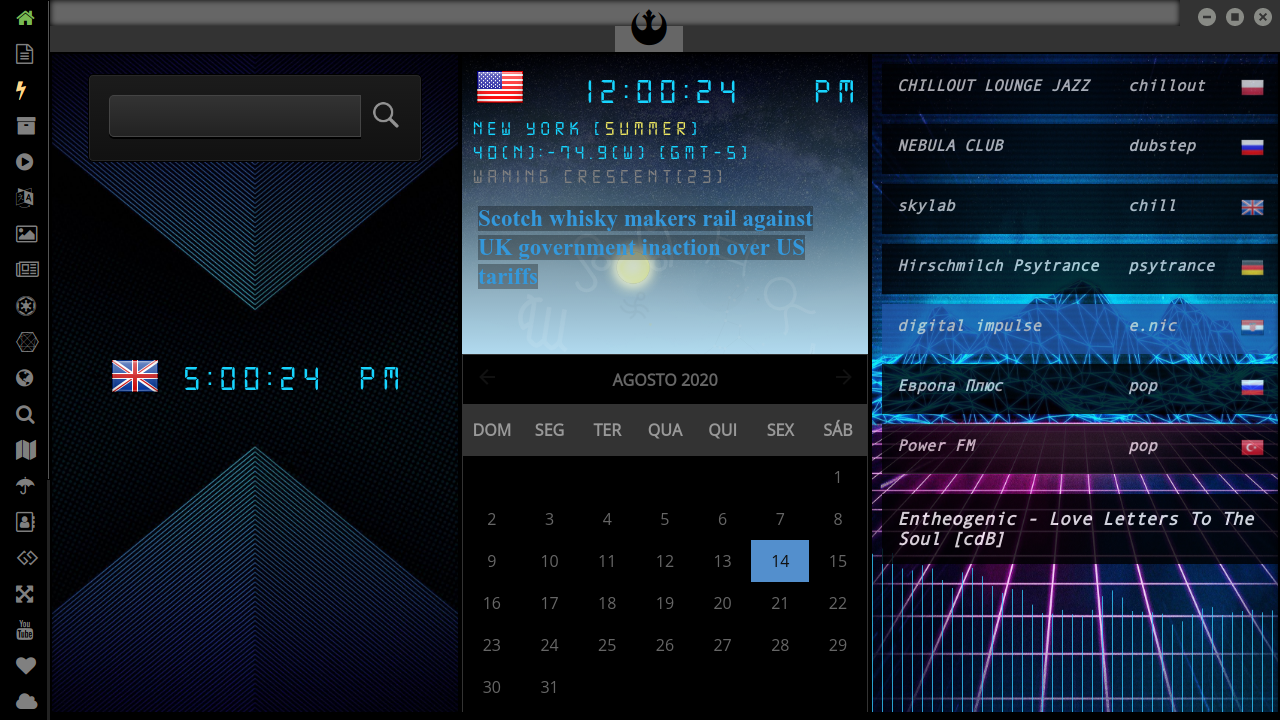 12:00:24 PM
NEW YORK (SUMMER)
40(N):-74.9(W) (GMT-5)
WANING CRESCENT(23)
Scotch whisky makers rail against
UK government inaction over US
tariffs
5:00:24 PM
AGOSTO 2020
DOM SEG TER QUA QUI SEX SÁB
1
2 3 4 5 6 7 8
9 10 11 12 13 14 15
16 17 18 19 20 21 22
23 24 25 26 27 28 29
30 31
CHILLOUT LOUNGE JAZZ chillout
NEBULA CLUB dubstep
skylab chill
Hirschmilch Psytrance psytrance
digital impulse e.nic
Европа Плюс pop
Power FM pop
Entheogenic - Love Letters To The
Soul [cdB]
You
Tube